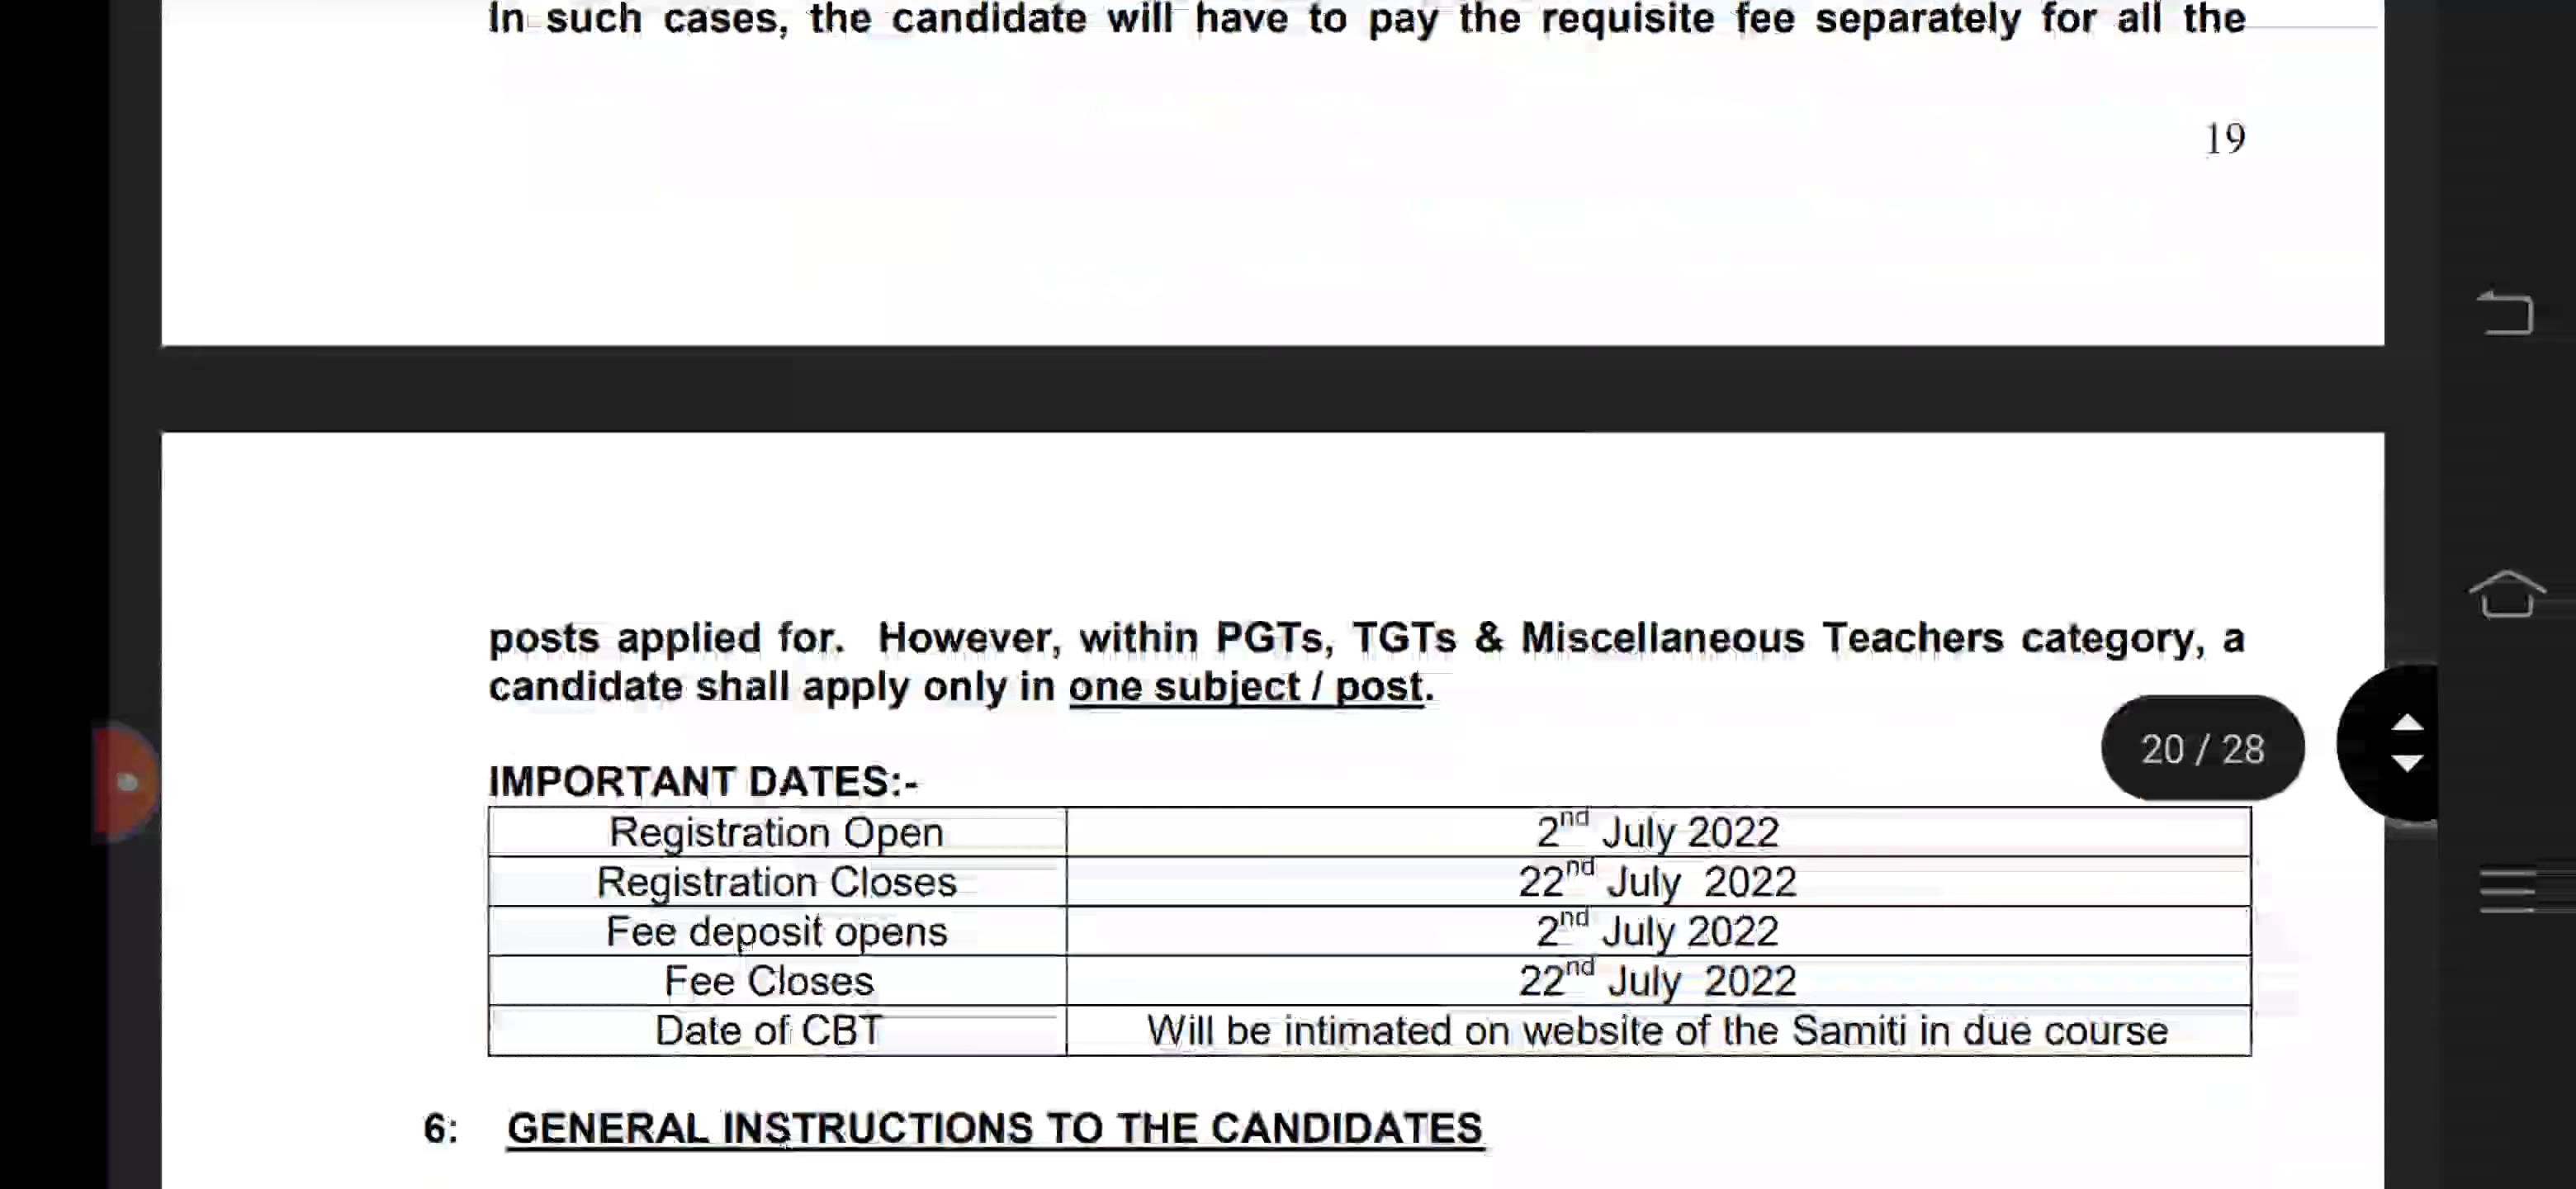 In such cases, the candidate will have to pay the requisite fee separately for all the
19
posts applied for. However, within PGTs, TGTs & Miscellaneous Teachers category, a
candidate shall apply only in one subject / post.
20 / 28
IMPORTANT DATES:-
Registration Open 2nd July 2022
Registration Closes 22nd July 2022
Fee deposit opens 2nd July 2022
Fee Closes 22nd July 2022
Date of CBT Will be intimated on website of the Samiti in due course
6: GENERAL INSTRUCTIONS TO THE CANDIDATES